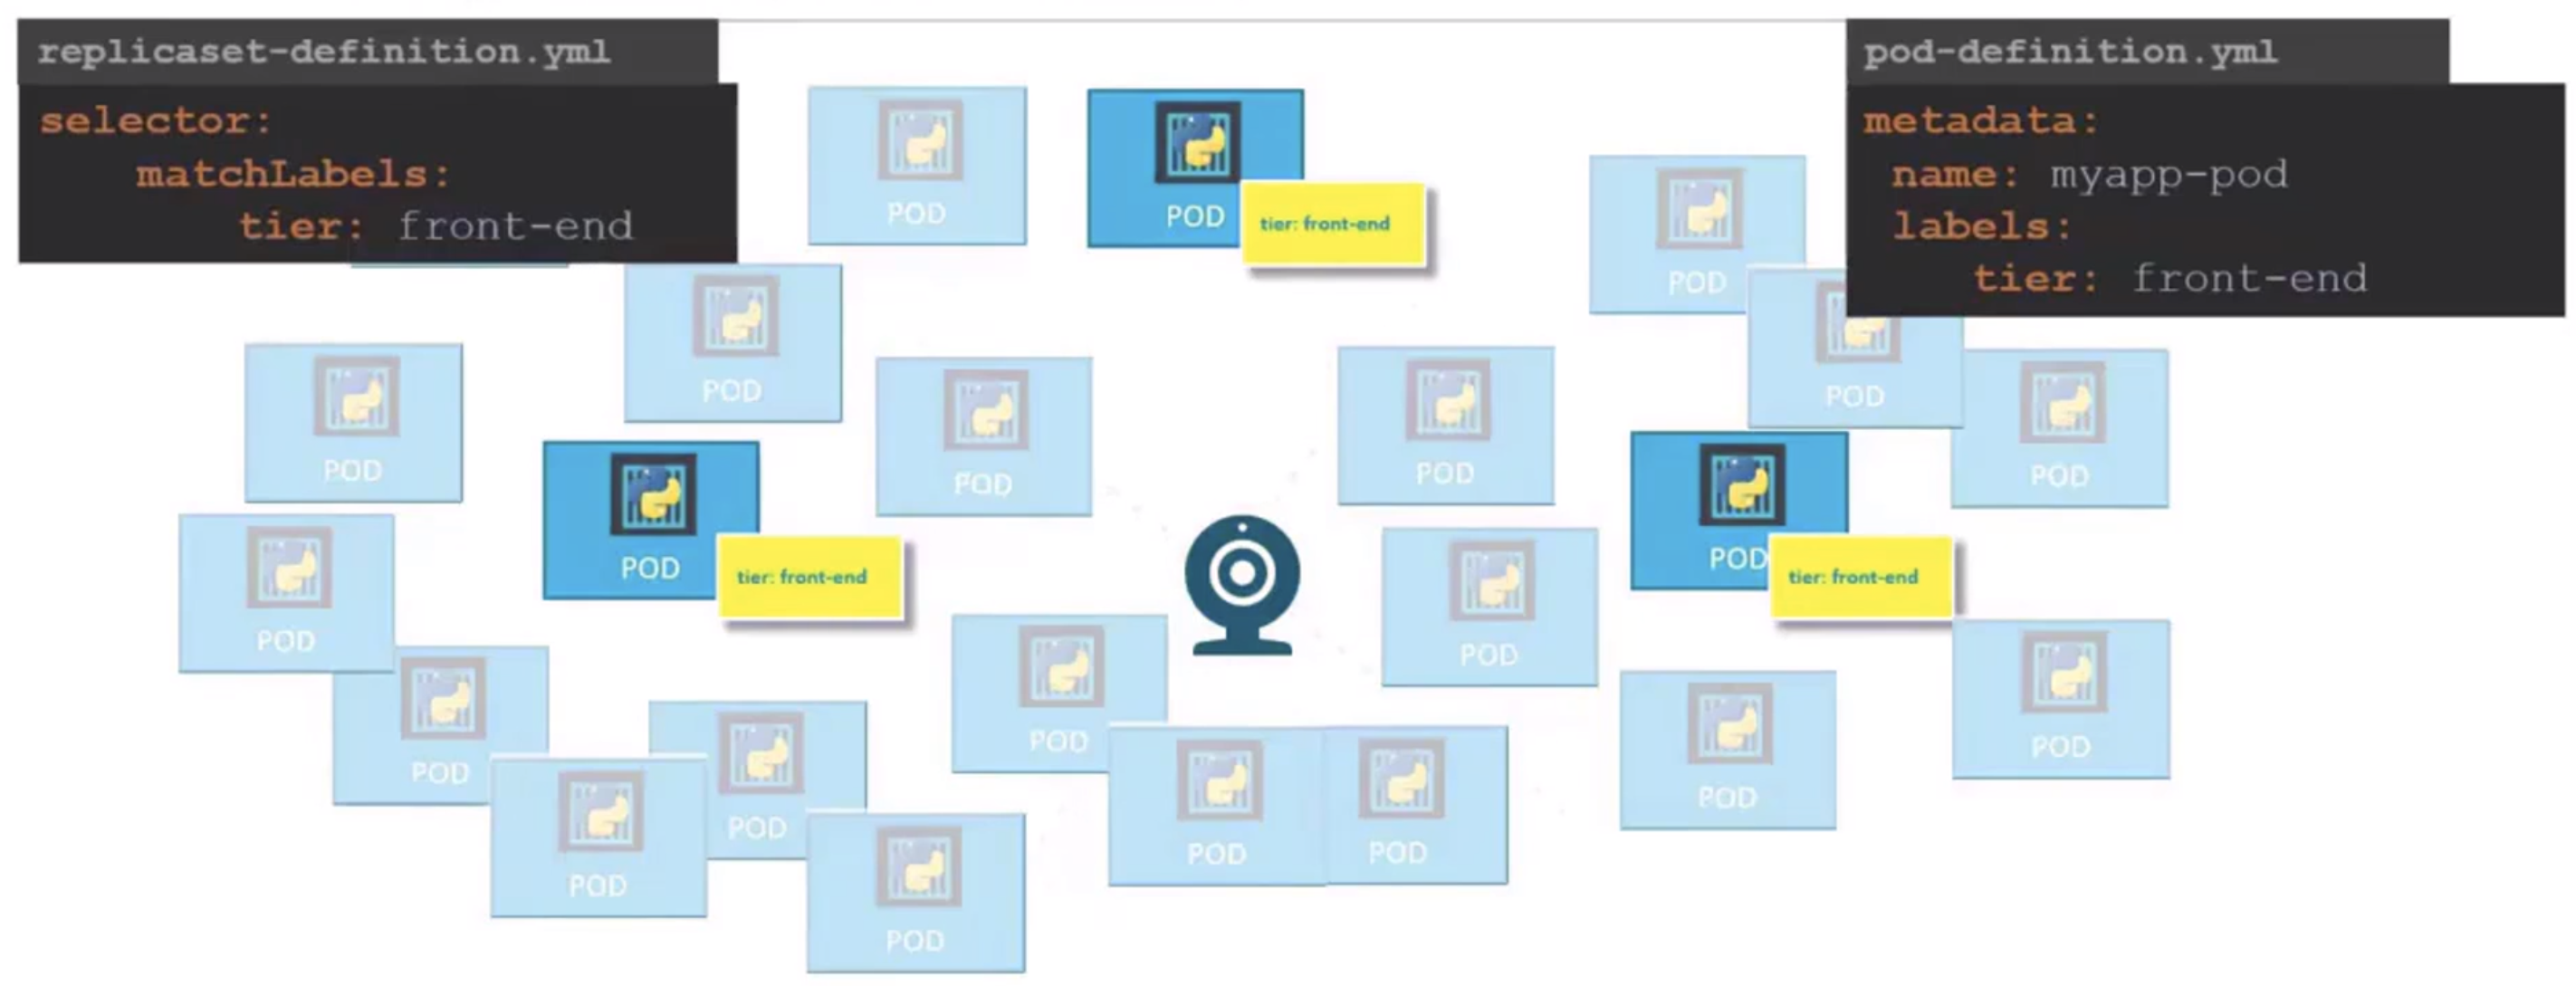 replicaset-definition.yml
selector:
matchLabels:
tier: front-end
pod-definition.yml
metadata:
name: myapp-pod
labels:
tier: front-end
POD
POD
tier: front-end
POD
POD
POD
POD
POD
POD
POD
POD
tier: front-end
POD
tier: front-end
POD
POD
POD
POD
POD
POD
POD
POD
POD
POD
POD